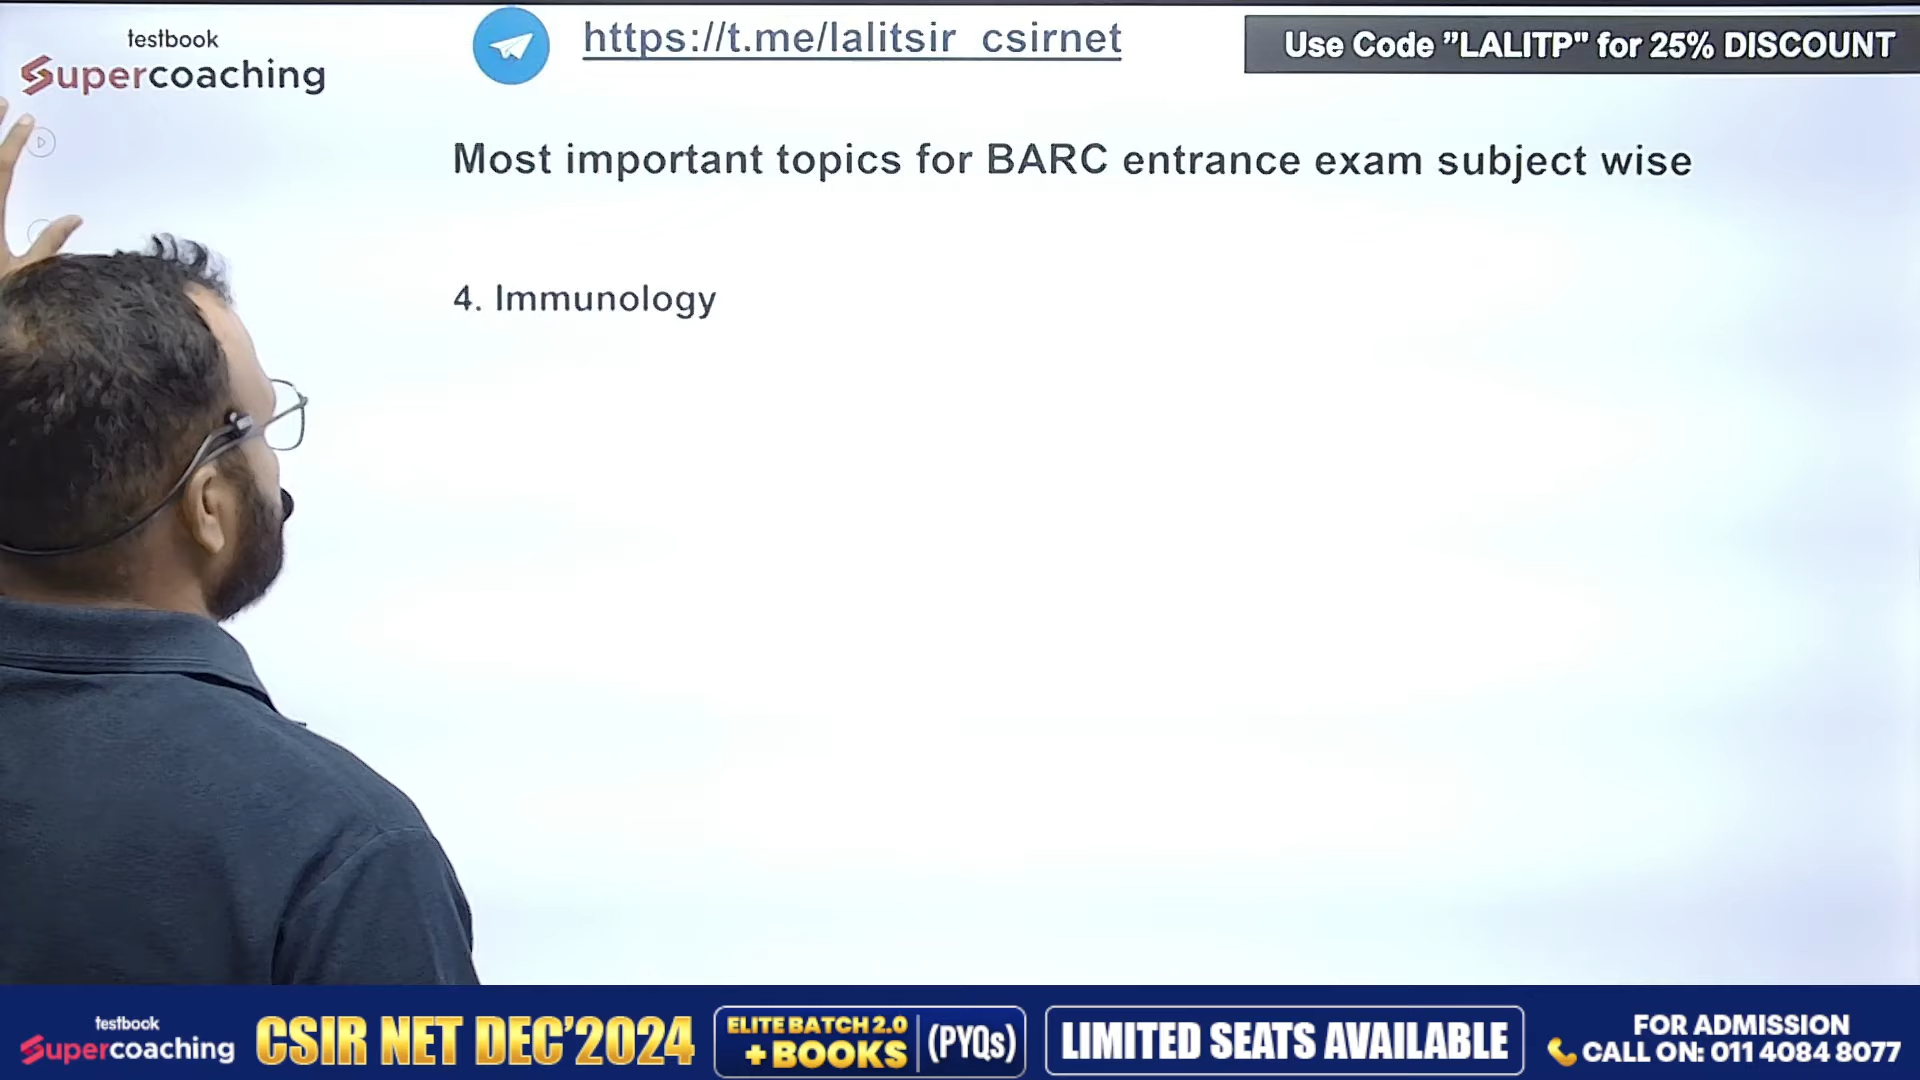 testbook
Supercoaching
https://t.me/lalitsir_csirnet
Use Code ”LALITP" for 25% DISCOUNT
Most important topics for BARC entrance exam subject wise
4. Immunology
testbook
Supercoaching
CSIR NET DEC’2024
ELITE BATCH 2.0
+ BOOKS
(PYQs)
LIMITED SEATS AVAILABLE
FOR ADMISSION
CALL ON: 011 4084 8077